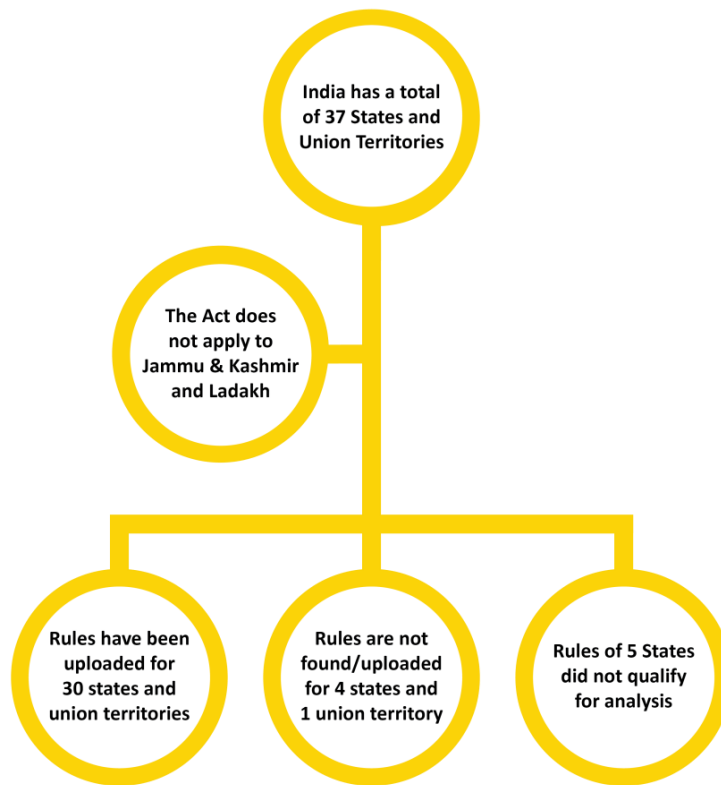 India has a total
of 37 States and
Union Territories
The Act does
not apply to
Jammu & Kashmir
and Ladakh
Rules have been
uploaded for
30 states and
union territories
Rules are not
found/uploaded
for 4 states and
1 union territory
Rules of 5 States
did not qualify
for analysis